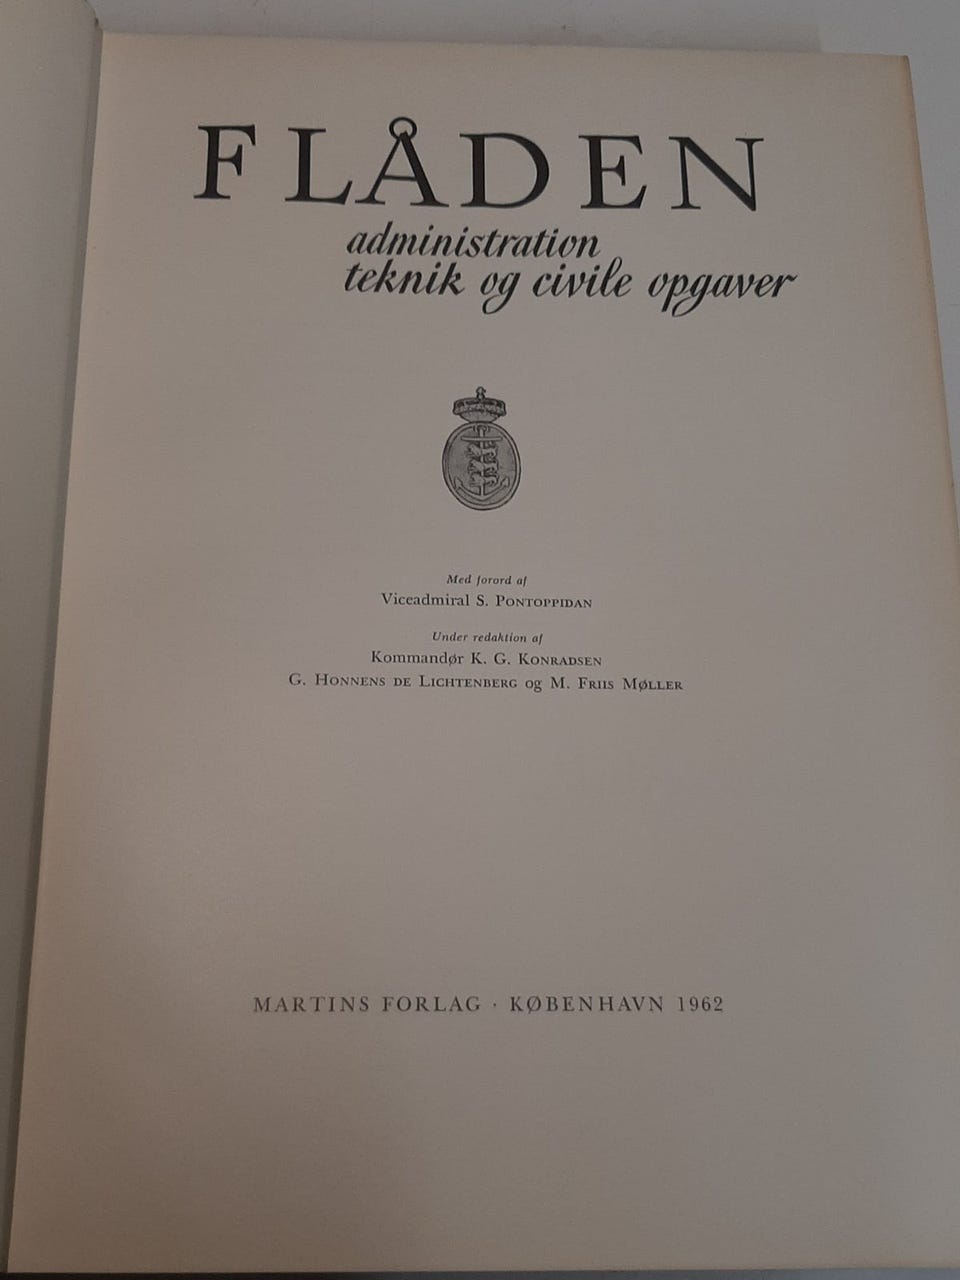 FLÅDEN
administration
teknik og civile opgaver
Med forord af
Viceadmiral S. PONTOPPIDAN
Under redaktion af
Kommandør K. G. KONRADSEN
G. HONNENS DE LICHTENBERG og M. FRIIS MØLLER
MARTINS FORLAG · KØBENHAVN 1962